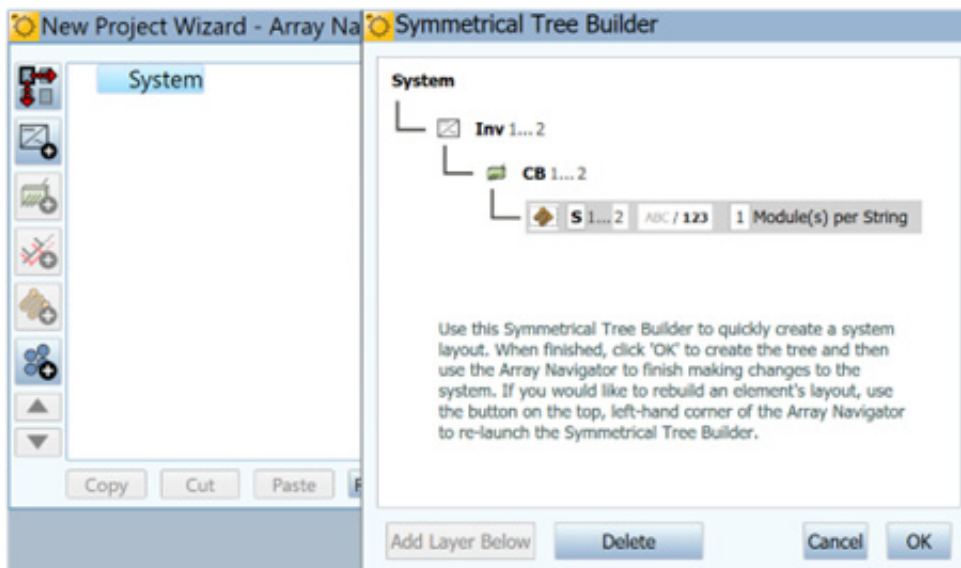 New Project Wizard - Array Na
System
Copy Cut Paste
Symmetrical Tree Builder
System
Inv 1... 2
CB 1... 2
S 1... 2 ABC / 123 1 Module(s) per String
Use this Symmetrical Tree Builder to quickly create a system
layout. When finished, click 'OK' to create the tree and then
use the Array Navigator to finish making changes to the
system. If you would like to rebuild an element's layout, use
the button on the top, left-hand corner of the Array Navigator
to re-launch the Symmetrical Tree Builder.
Add Layer Below Delete Cancel OK